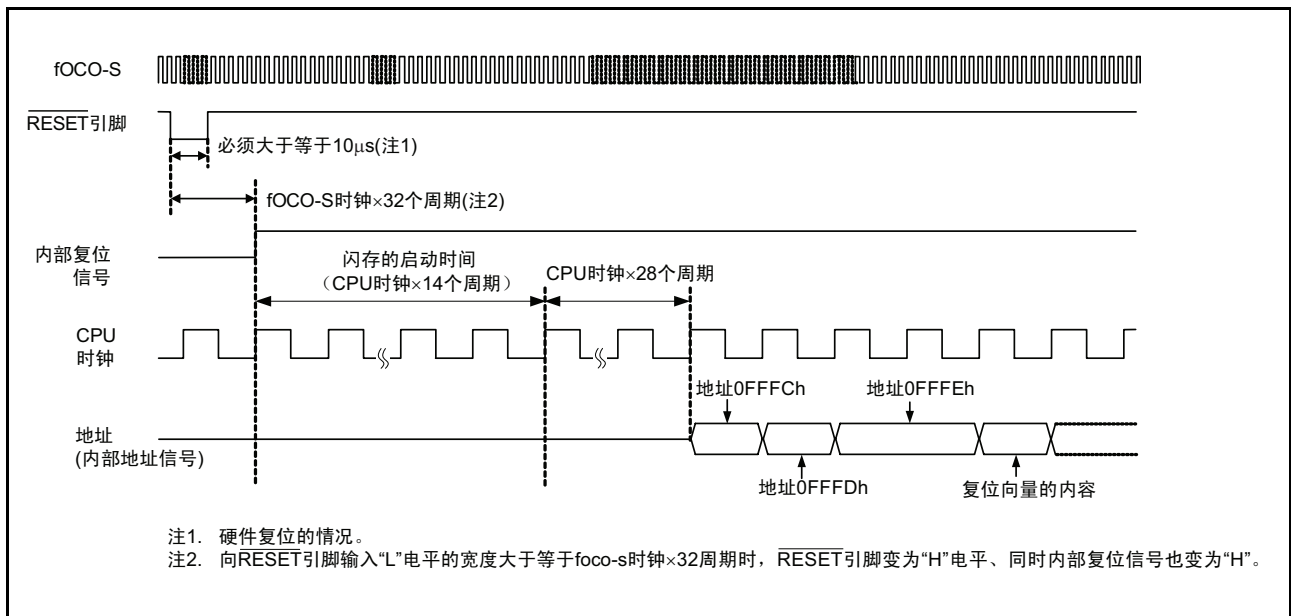 fOCO-S
RESET引脚
必须大于等于10μs(注1)
fOCO-S时钟×32个周期(注2)
内部复位
信号
闪存的启动时间
（CPU时钟×14个周期）
CPU时钟×28个周期
CPU
时钟
地址0FFFCh
地址0FFFEh
地址
(内部地址信号)
地址0FFFDh
复位向量的内容
注1. 硬件复位的情况。
注2. 向RESET引脚输入“L”电平的宽度大于等于foco-s时钟×32周期时，RESET引脚变为“H”电平、同时内部复位信号也变为“H”。